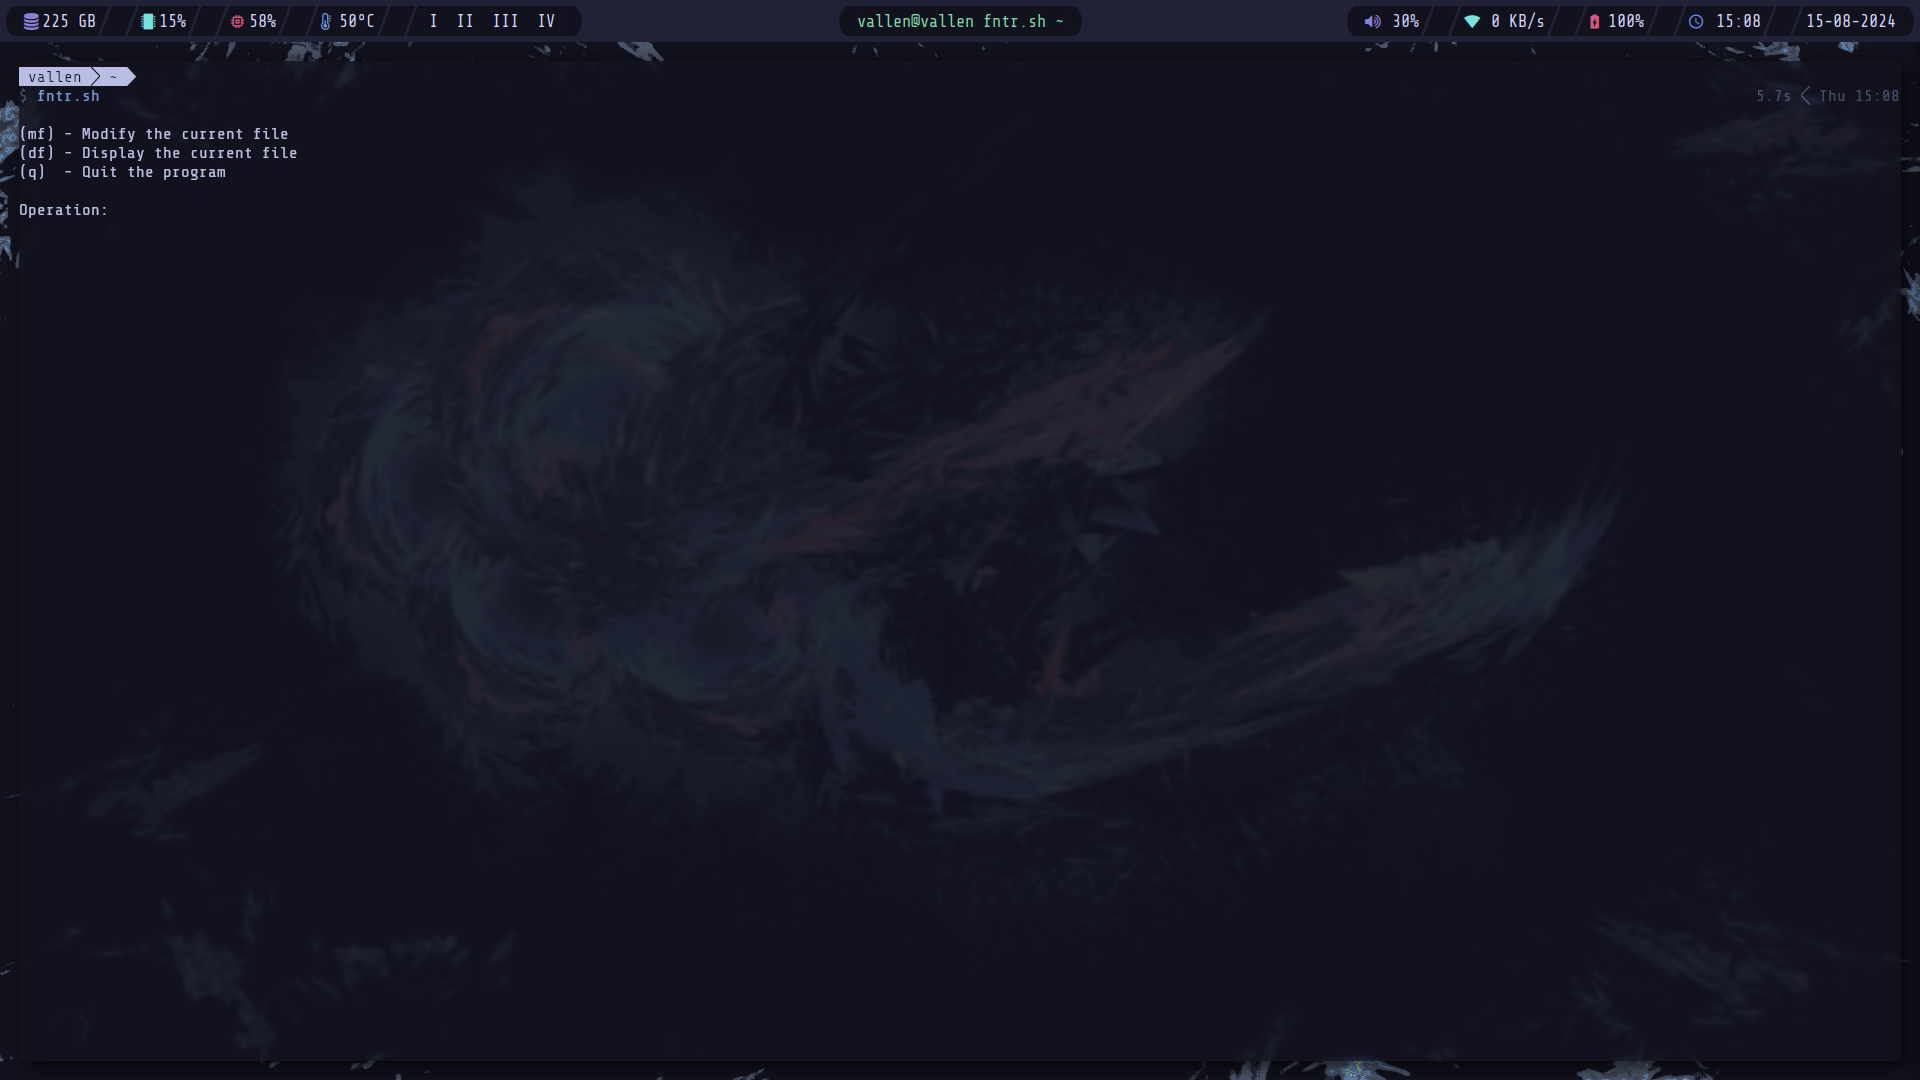 225 GB 15% 58% 50°C I II III IV vallen@vallen fntr.sh ~ 30% 0 KB/s 100% 15:08 15-08-2024
vallen ~
$ fntr.sh 5.7s Thu 15:08
(mf) - Modify the current file
(df) - Display the current file
(q)  - Quit the program
Operation: